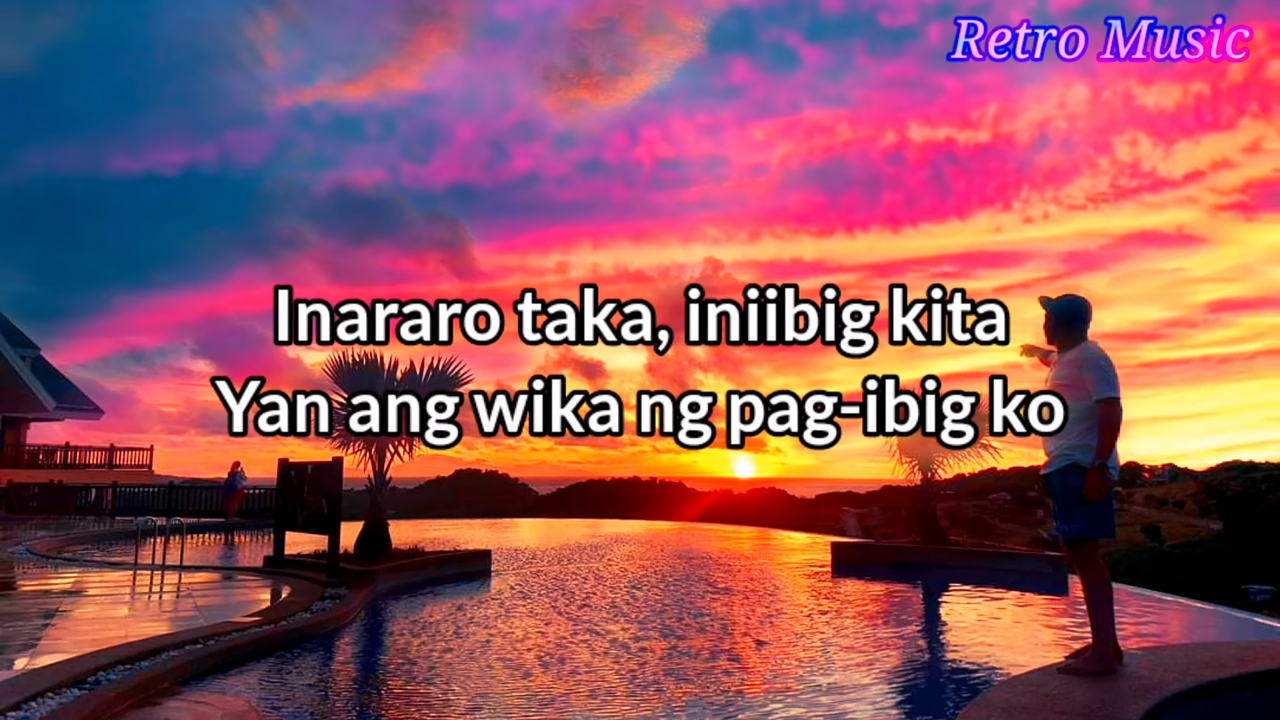 Retro Music
Inararo taka, iniibig kita
Yan ang wika ng pag-ibig ko